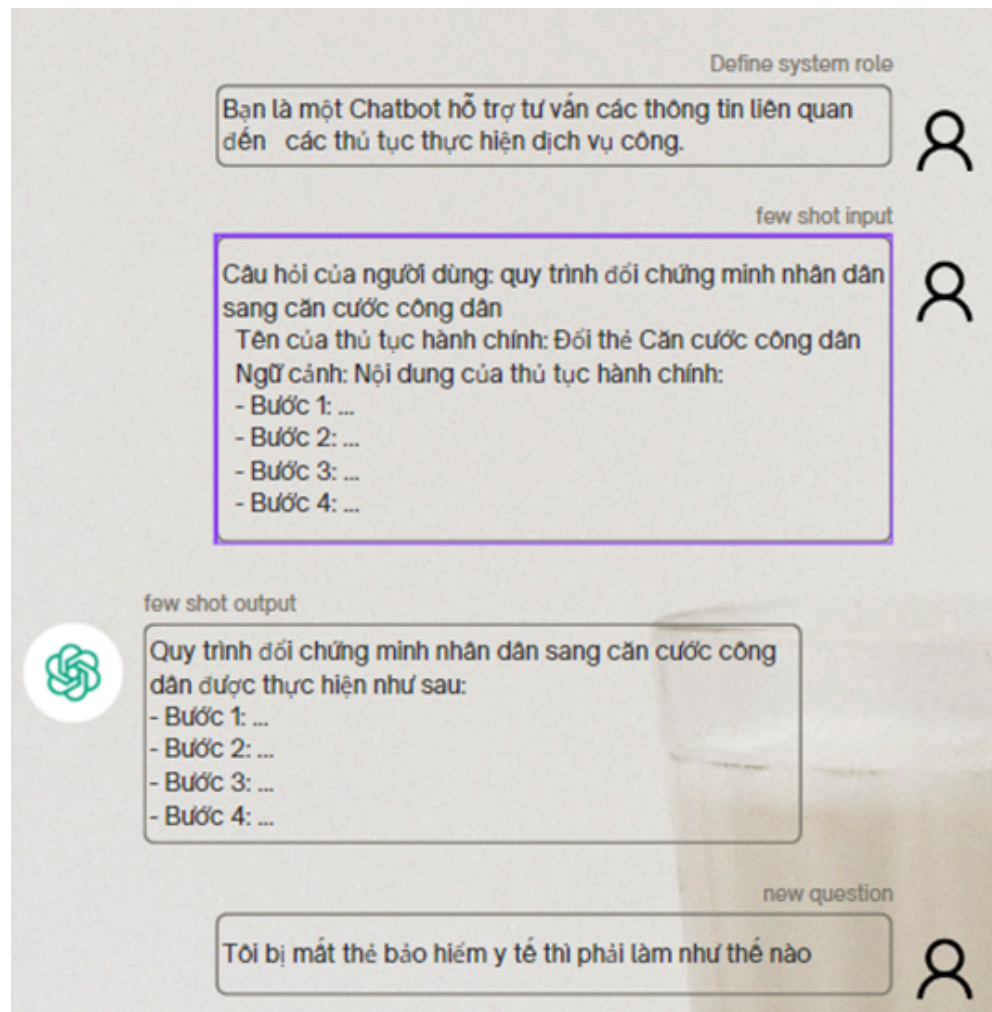 Define system role
Bạn là một Chatbot hỗ trợ tư vấn các thông tin liên quan
đến các thủ tục thực hiện dịch vụ công.
few shot input
Câu hỏi của người dùng: quy trình đổi chứng minh nhân dân
sang căn cước công dân
Tên của thủ tục hành chính: Đổi thẻ Căn cước công dân
Ngữ cảnh: Nội dung của thủ tục hành chính:
- Bước 1: ...
- Bước 2: ...
- Bước 3: ...
- Bước 4: ...
few shot output
Quy trình đổi chứng minh nhân dân sang căn cước công
dân được thực hiện như sau:
- Bước 1: ...
- Bước 2: ...
- Bước 3: ...
- Bước 4: ...
new question
Tôi bị mất thẻ bảo hiểm y tế thì phải làm như thế nào